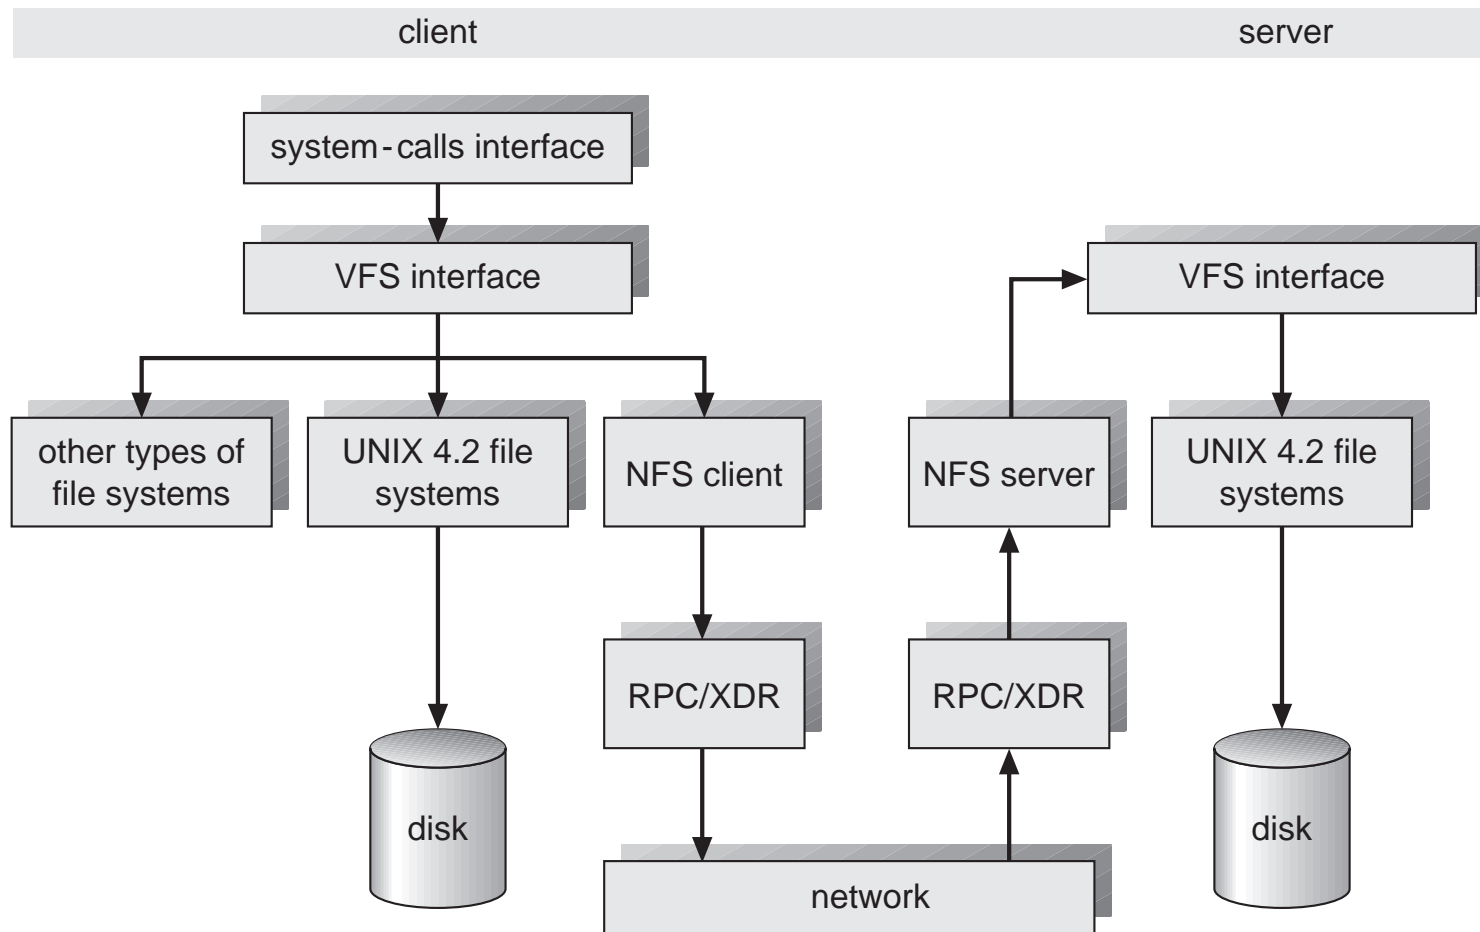 client
server
system-calls interface
VFS interface
VFS interface
other types of
file systems
UNIX 4.2 file
systems
NFS client
NFS server
UNIX 4.2 file
systems
RPC/XDR
RPC/XDR
disk
disk
network